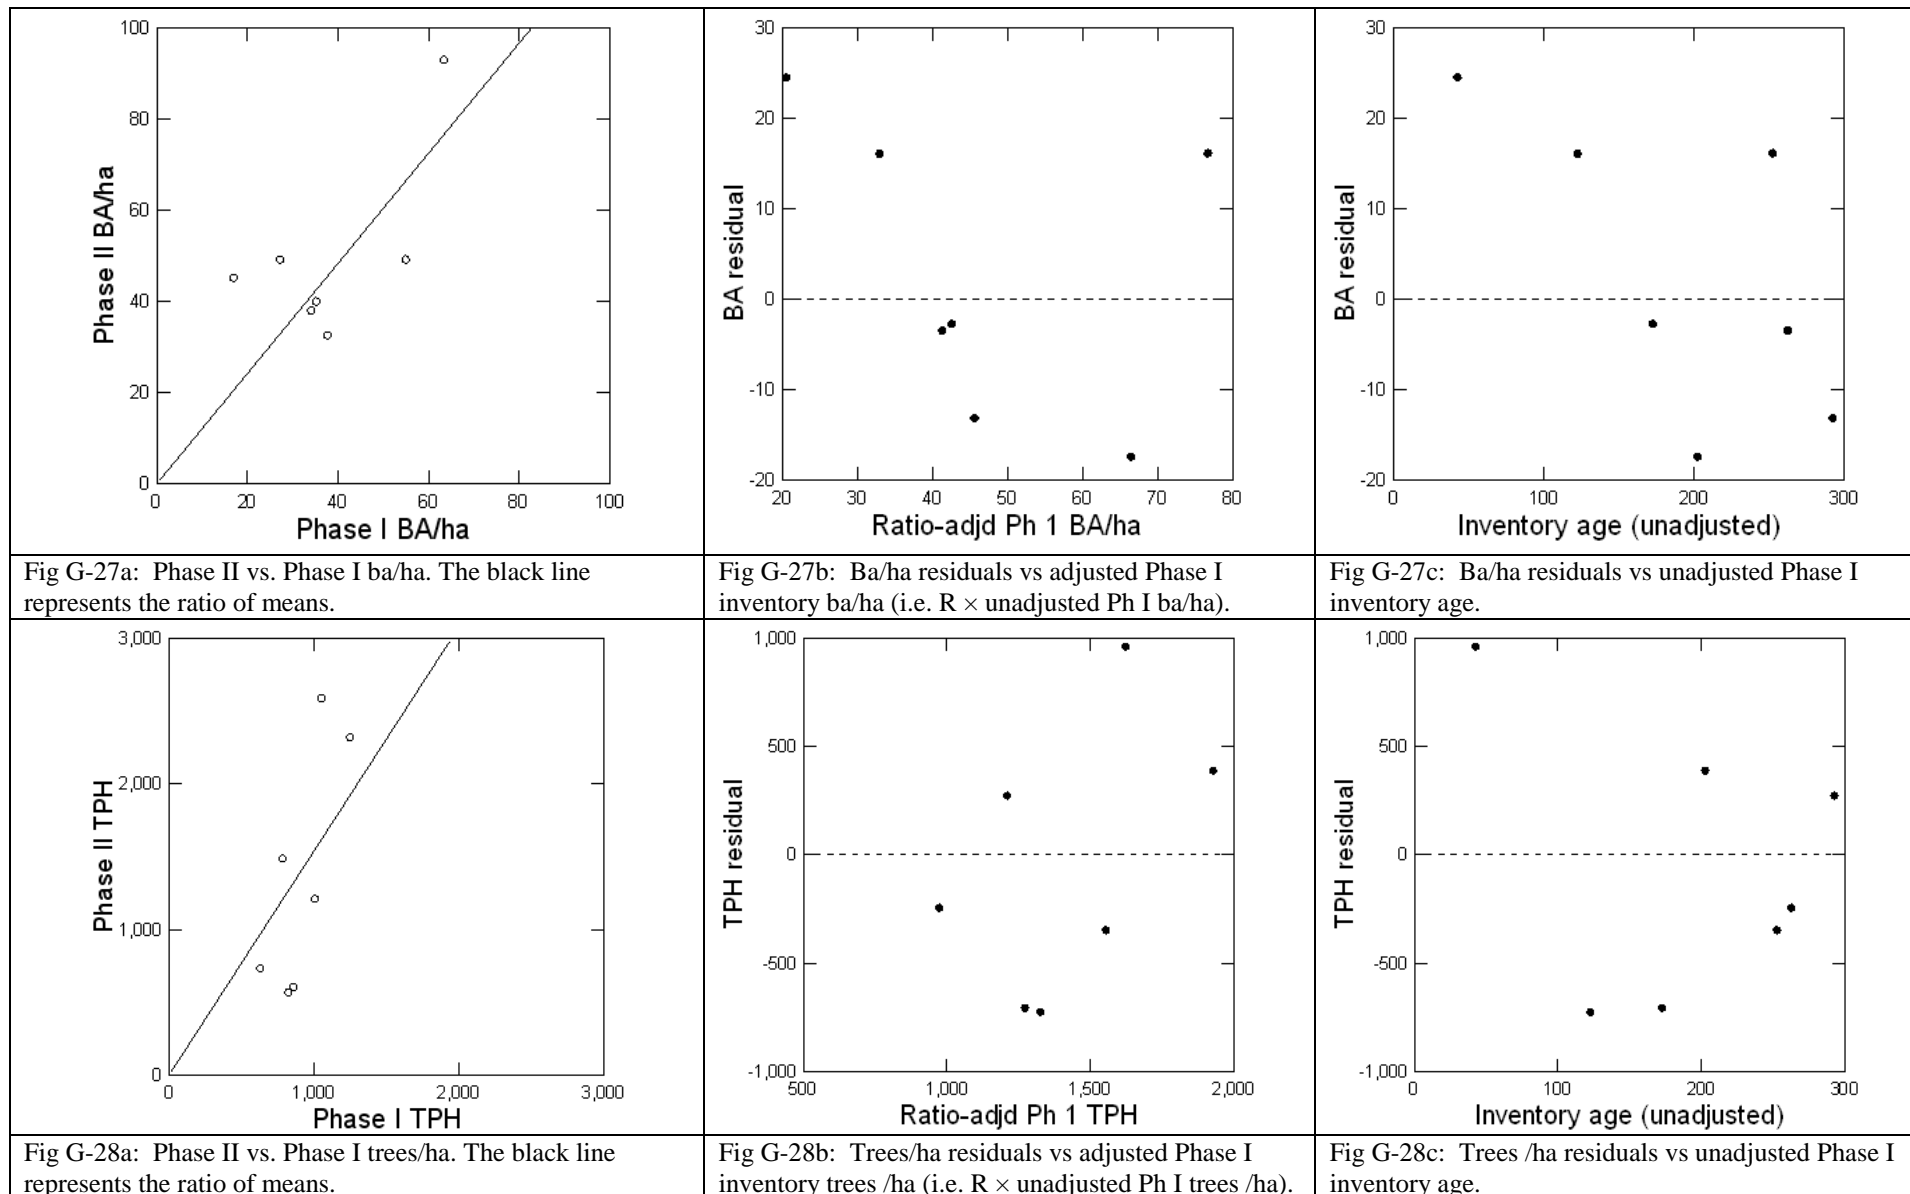 100
80
60
40
20
0
Phase II BA/ha
0 20 40 60 80 100
Phase I BA/ha
Fig G-27a: Phase II vs. Phase I ba/ha. The black line
represents the ratio of means.
30
20
10
0
-10
-20
BA residual
20 30 40 50 60 70 80
Ratio-adjd Ph 1 BA/ha
Fig G-27b: Ba/ha residuals vs adjusted Phase I
inventory ba/ha (i.e. R × unadjusted Ph I ba/ha).
30
20
10
0
-10
-20
BA residual
0 100 200 300
Inventory age (unadjusted)
Fig G-27c: Ba/ha residuals vs unadjusted Phase I
inventory age.
3,000
2,000
1,000
0
Phase II TPH
0 1,000 2,000 3,000
Phase I TPH
Fig G-28a: Phase II vs. Phase I trees/ha. The black line
represents the ratio of means.
1,000
500
0
-500
-1,000
TPH residual
500 1,000 1,500 2,000
Ratio-adjd Ph 1 TPH
Fig G-28b: Trees/ha residuals vs adjusted Phase I
inventory trees /ha (i.e. R × unadjusted Ph I trees /ha).
1,000
500
0
-500
-1,000
TPH residual
0 100 200 300
Inventory age (unadjusted)
Fig G-28c: Trees /ha residuals vs unadjusted Phase I
inventory age.